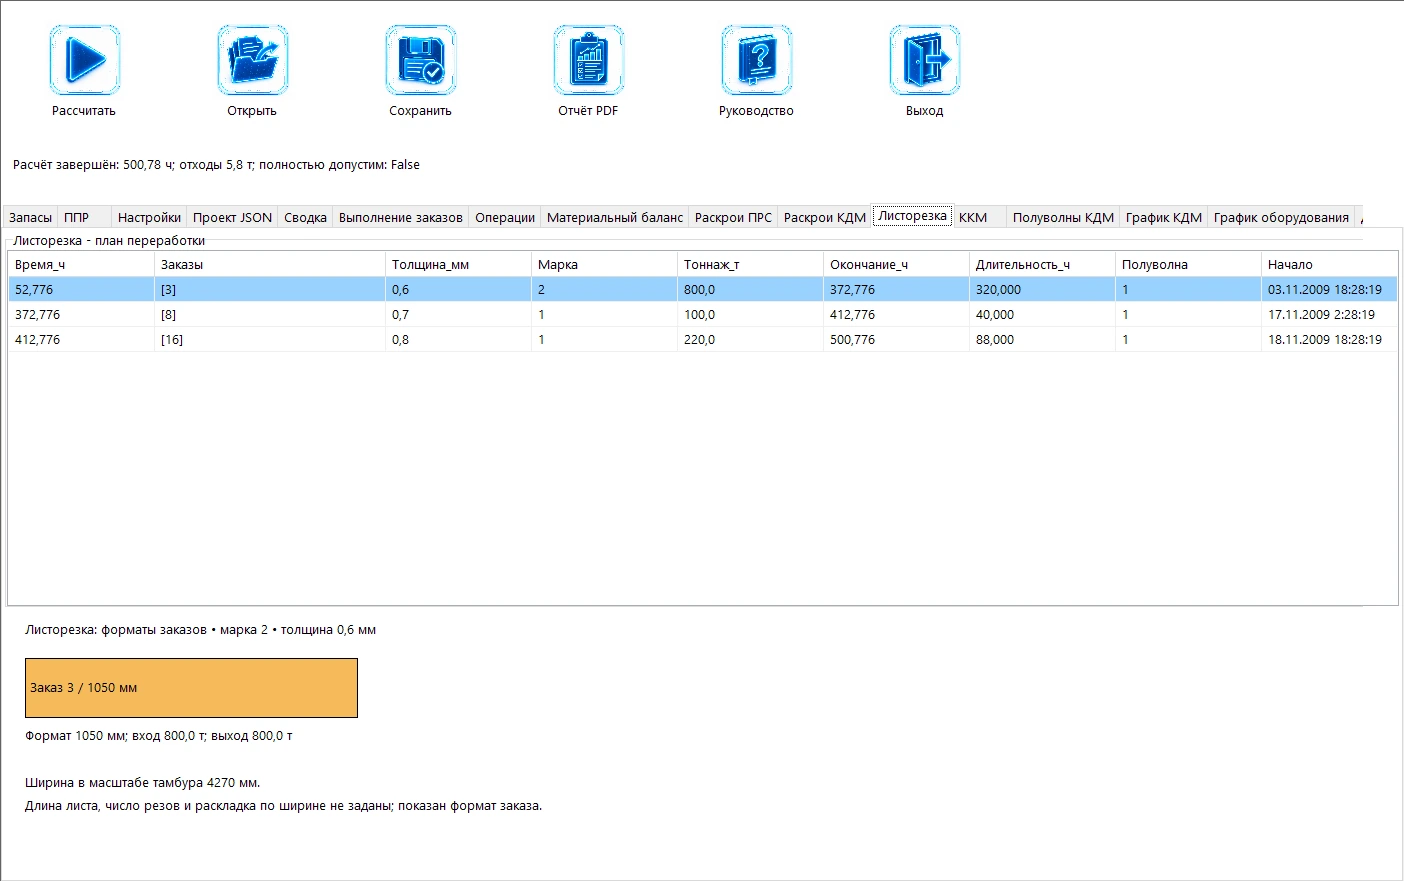 Рассчитать Открыть Сохранить Отчёт PDF Руководство Выход
Расчёт завершён: 500,78 ч; отходы 5,8 т; полностью допустим: False
Запасы ППР Настройки Проект JSON Сводка Выполнение заказов Операции Материальный баланс Раскрои ПРС Раскрои КДМ Листорезка ККМ Полуволны КДМ График КДМ График оборудования
Листорезка - план переработки
Время_ч Заказы Толщина_мм Марка Тоннаж_т Окончание_ч Длительность_ч Полуволна Начало
52,776 [3] 0,6 2 800,0 372,776 320,000 1 03.11.2009 18:28:19
372,776 [8] 0,7 1 100,0 412,776 40,000 1 17.11.2009 2:28:19
412,776 [16] 0,8 1 220,0 500,776 88,000 1 18.11.2009 18:28:19
Листорезка: форматы заказов • марка 2 • толщина 0,6 мм
Заказ 3 / 1050 мм
Формат 1050 мм; вход 800,0 т; выход 800,0 т
Ширина в масштабе тамбура 4270 мм.
Длина листа, число резов и раскладка по ширине не заданы; показан формат заказа.